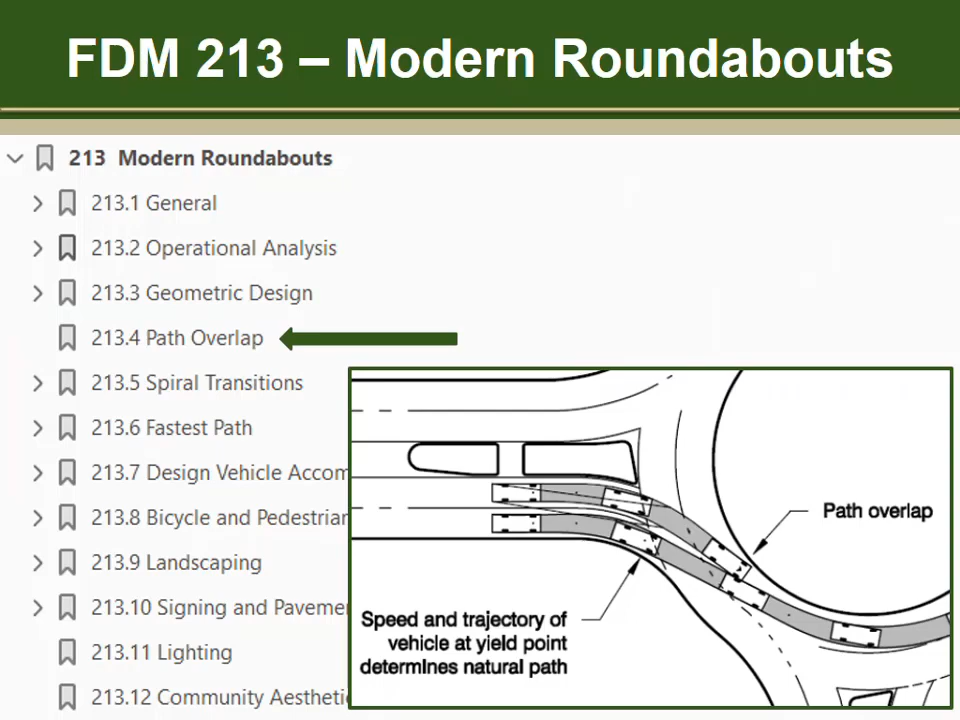 FDM 213 – Modern Roundabouts
213 Modern Roundabouts
213.1 General
213.2 Operational Analysis
213.3 Geometric Design
213.4 Path Overlap
213.5 Spiral Transitions
213.6 Fastest Path
213.7 Design Vehicle Accom
213.8 Bicycle and Pedestrian
213.9 Landscaping
213.10 Signing and Paveme
213.11 Lighting
213.12 Community Aestheti
Path overlap
Speed and trajectory of
vehicle at yield point
determines natural path